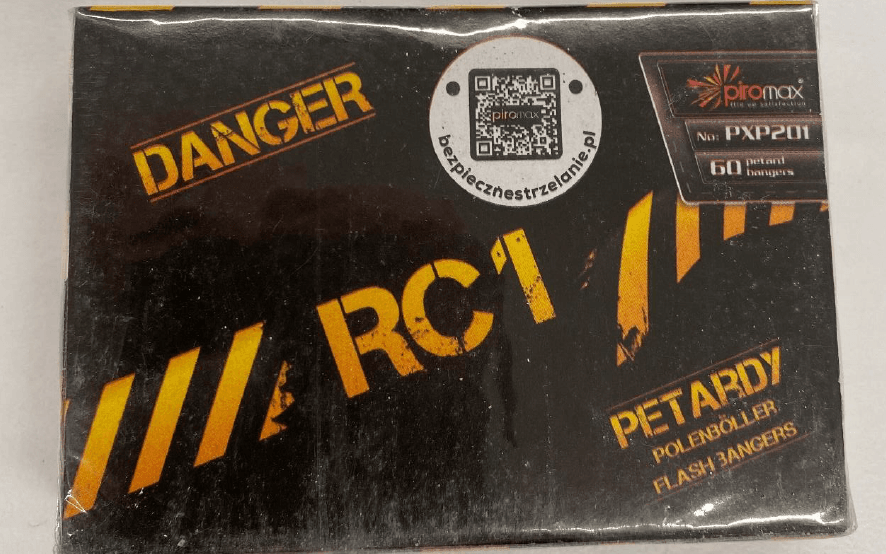 DANGER
piromax
bezpiecznestrzelanie.pl
piromax®
No: PXP201
60 petard
bangers
RC1
PETARDY
POLENBÖLLER
FLASH BANGERS